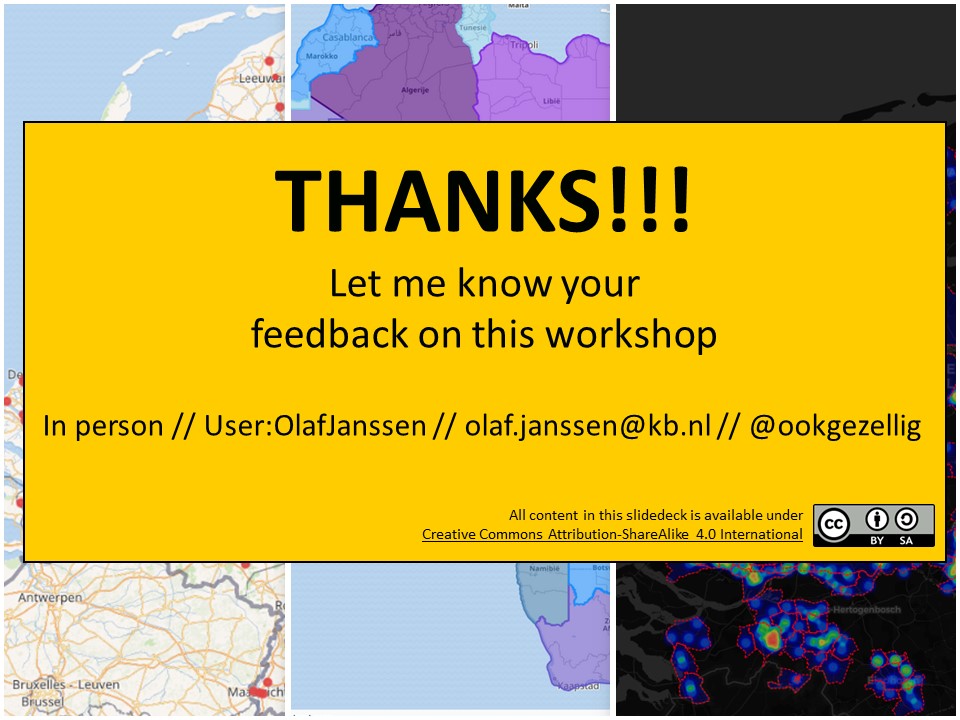 Malta
Casablanca
Tunesië
Tripoli
Marokko
Leeuwar
Algerije
Libië
THANKS!!!
Let me know your
feedback on this workshop
De
In person // User:OlafJanssen // olaf.janssen@kb.nl // @ookgezellig
All content in this slidedeck is available under
Creative Commons Attribution-ShareAlike 4.0 International
cc
BY SA
Namibië
Bots
Antwerpen
Hertogenbosch
Bruxelles - Leuven
Brussel
Kaapstad